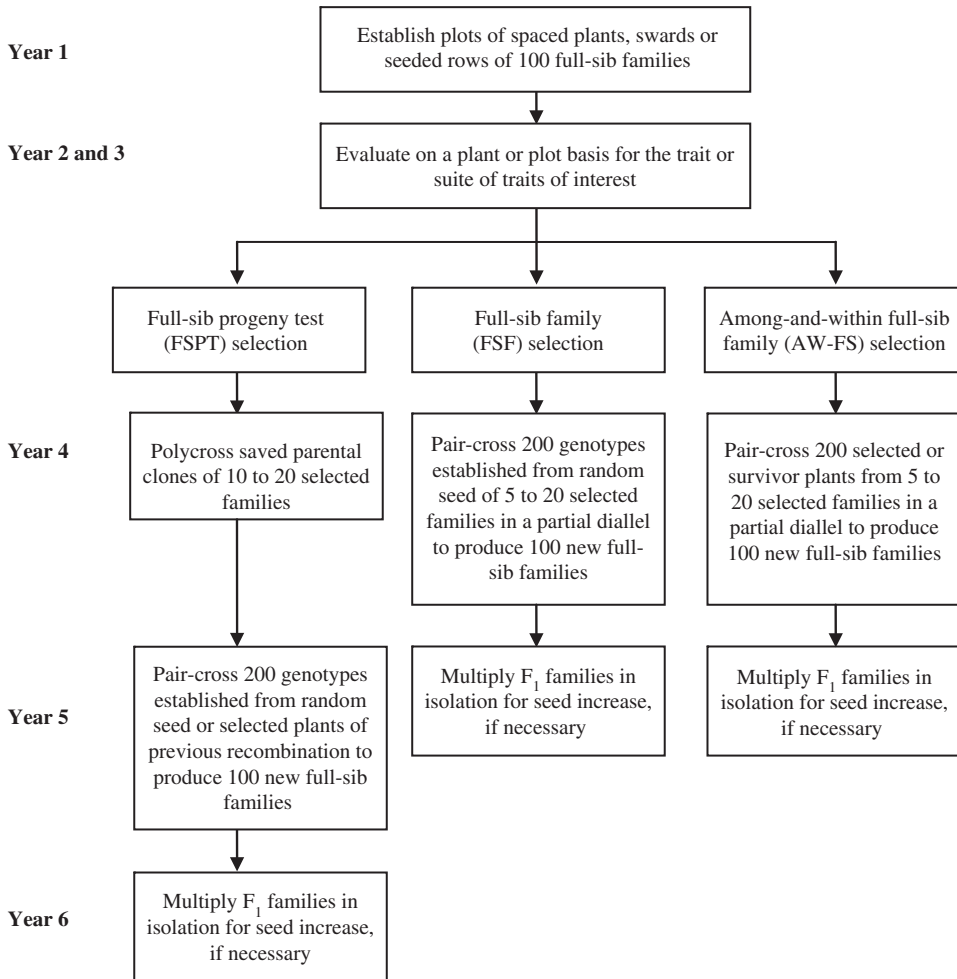 Year 1
Establish plots of spaced plants, swards or
seeded rows of 100 full-sib families
Year 2 and 3
Evaluate on a plant or plot basis for the trait or
suite of traits of interest
Full-sib progeny test
(FSPT) selection
Full-sib family
(FSF) selection
Among-and-within full-sib
family (AW-FS) selection
Year 4
Polycross saved parental
clones of 10 to 20 selected
families
Pair-cross 200 genotypes
established from random
seed of 5 to 20 selected
families in a partial diallel
to produce 100 new full-
sib families
Pair-cross 200 selected or
survivor plants from 5 to
20 selected families in a
partial diallel to produce
100 new full-sib families
Year 5
Pair-cross 200 genotypes
established from random
seed or selected plants of
previous recombination to
produce 100 new full-sib
families
Multiply F1 families in
isolation for seed increase,
if necessary
Multiply F1 families in
isolation for seed increase,
if necessary
Year 6
Multiply F1 families in
isolation for seed increase,
if necessary